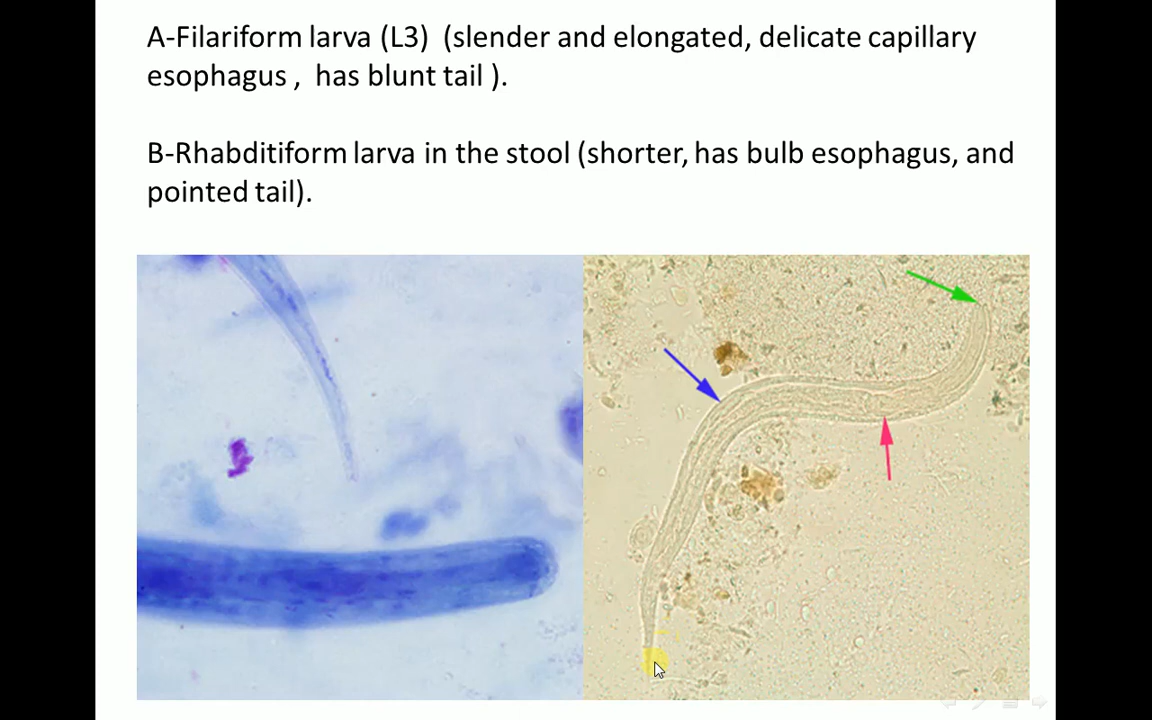 A-Filariform larva (L3)  (slender and elongated, delicate capillary
esophagus ,  has blunt tail ).
B-Rhabditiform larva in the stool (shorter, has bulb esophagus, and
pointed tail).